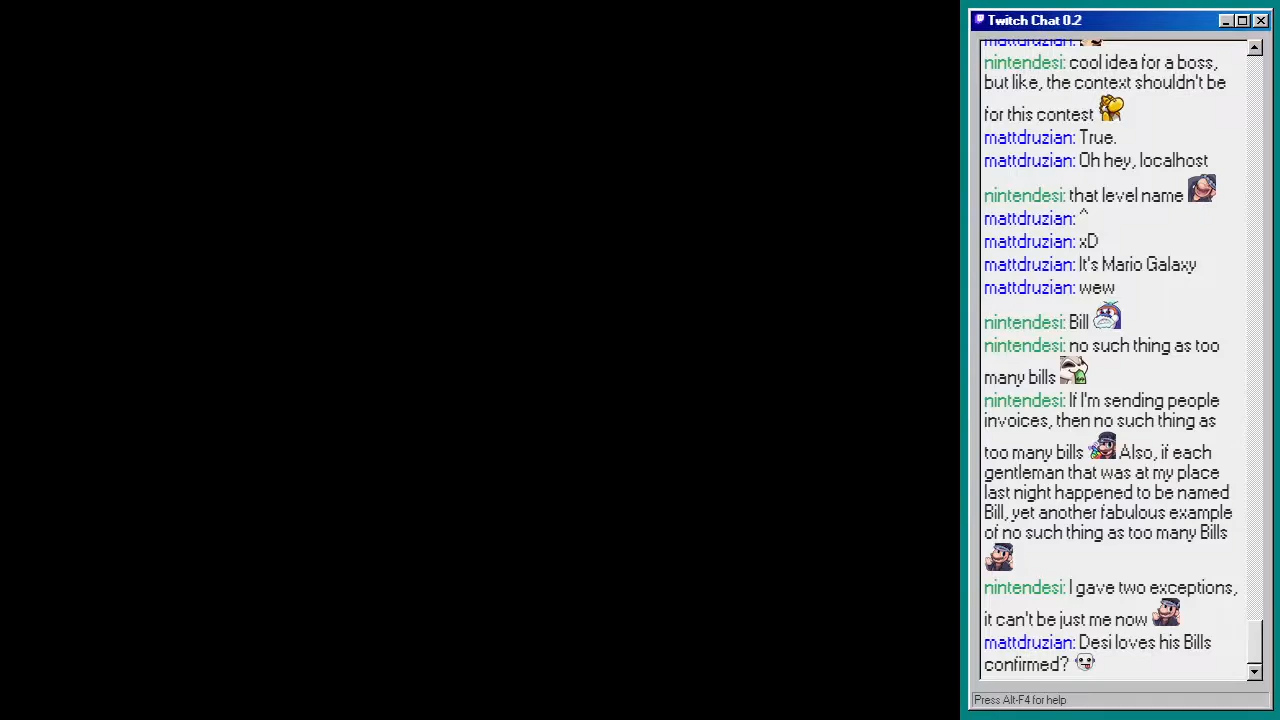 Twitch Chat 0.2
mattdruzian:
nintendesi: cool idea for a boss,
but like, the context shouldn't be
for this contest
mattdruzian: True.
mattdruzian: Oh hey, localhost
nintendesi: that level name
mattdruzian: ^
mattdruzian: xD
mattdruzian: It's Mario Galaxy
mattdruzian: wew
nintendesi: Bill
nintendesi: no such thing as too
many bills
nintendesi: If I'm sending people
invoices, then no such thing as
too many bills Also, if each
gentleman that was at my place
last night happened to be named
Bill, yet another fabulous example
of no such thing as too many Bills
nintendesi: I gave two exceptions,
it can't be just me now
mattdruzian: Desi loves his Bills
confirmed?
Press Alt-F4 for help